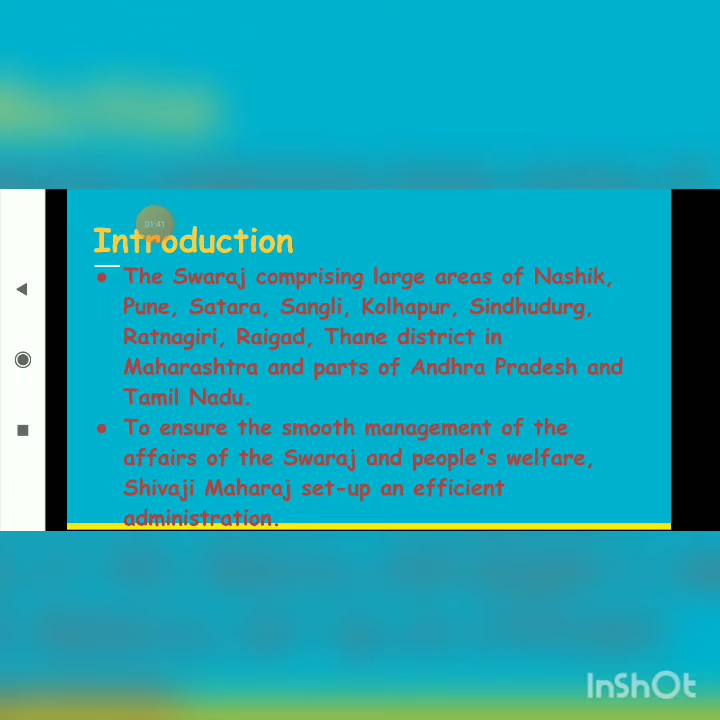 01:41
Introduction
• The Swaraj comprising large areas of Nashik,
Pune, Satara, Sangli, Kolhapur, Sindhudurg,
Ratnagiri, Raigad, Thane district in
Maharashtra and parts of Andhra Pradesh and
Tamil Nadu.
• To ensure the smooth management of the
affairs of the Swaraj and people's welfare,
Shivaji Maharaj set-up an efficient
administration.
InShOt